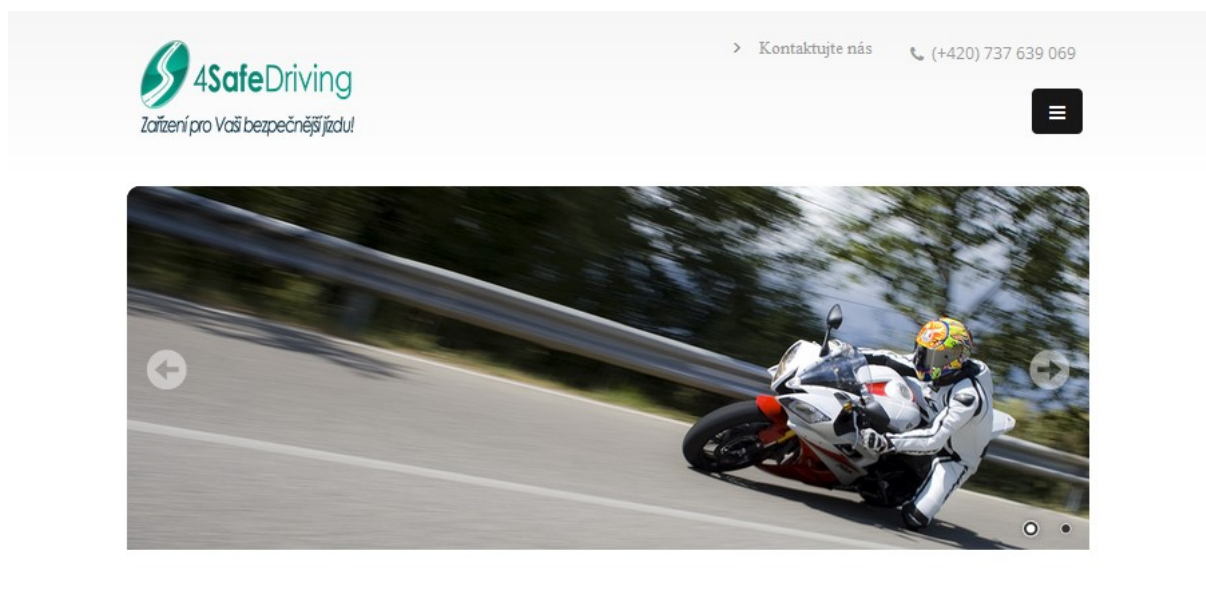 Kontaktujte nás
(+420) 737 639 069
4SafeDriving
Zařízení pro Vaši bezpečnější jízdu!